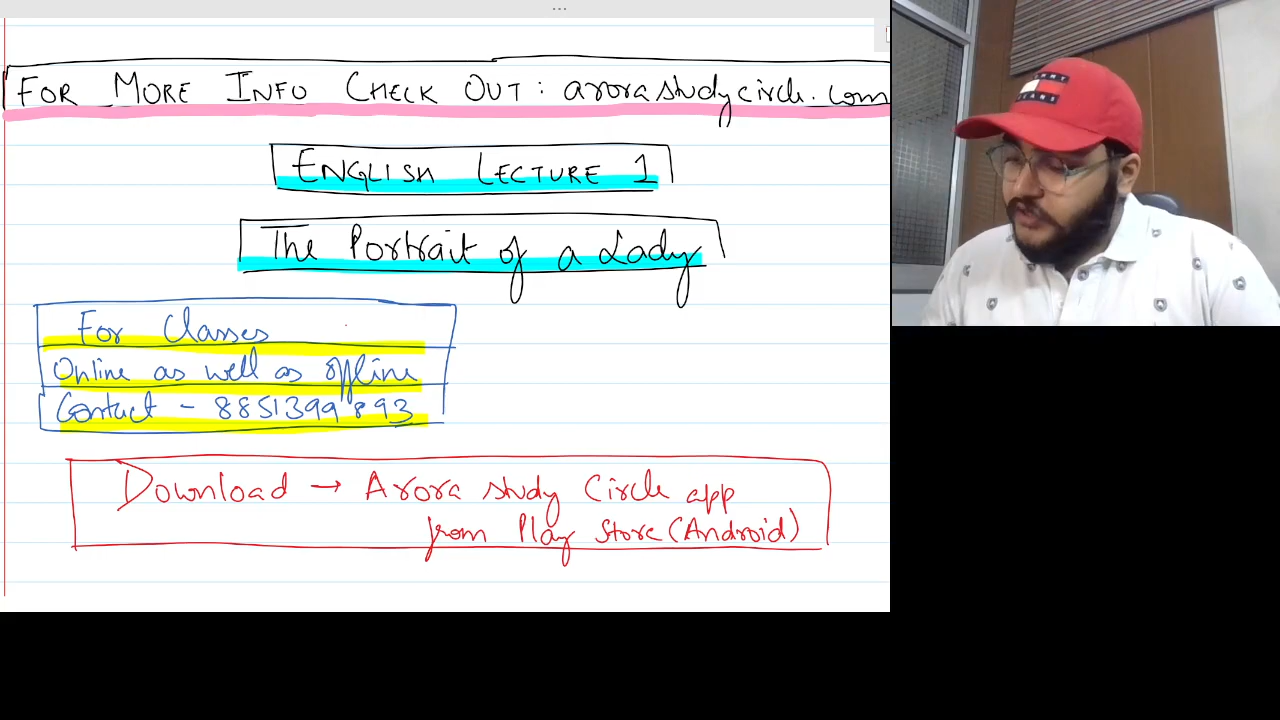 FOR MORE INFO CHECK OUT: arorastudycircle.com
ENGLISH LECTURE 1
The Portrait of a Lady
For Classes
Online as well as offline
Contact - 8851399893
Download → Arora study Circle app
from Play Store (Android)